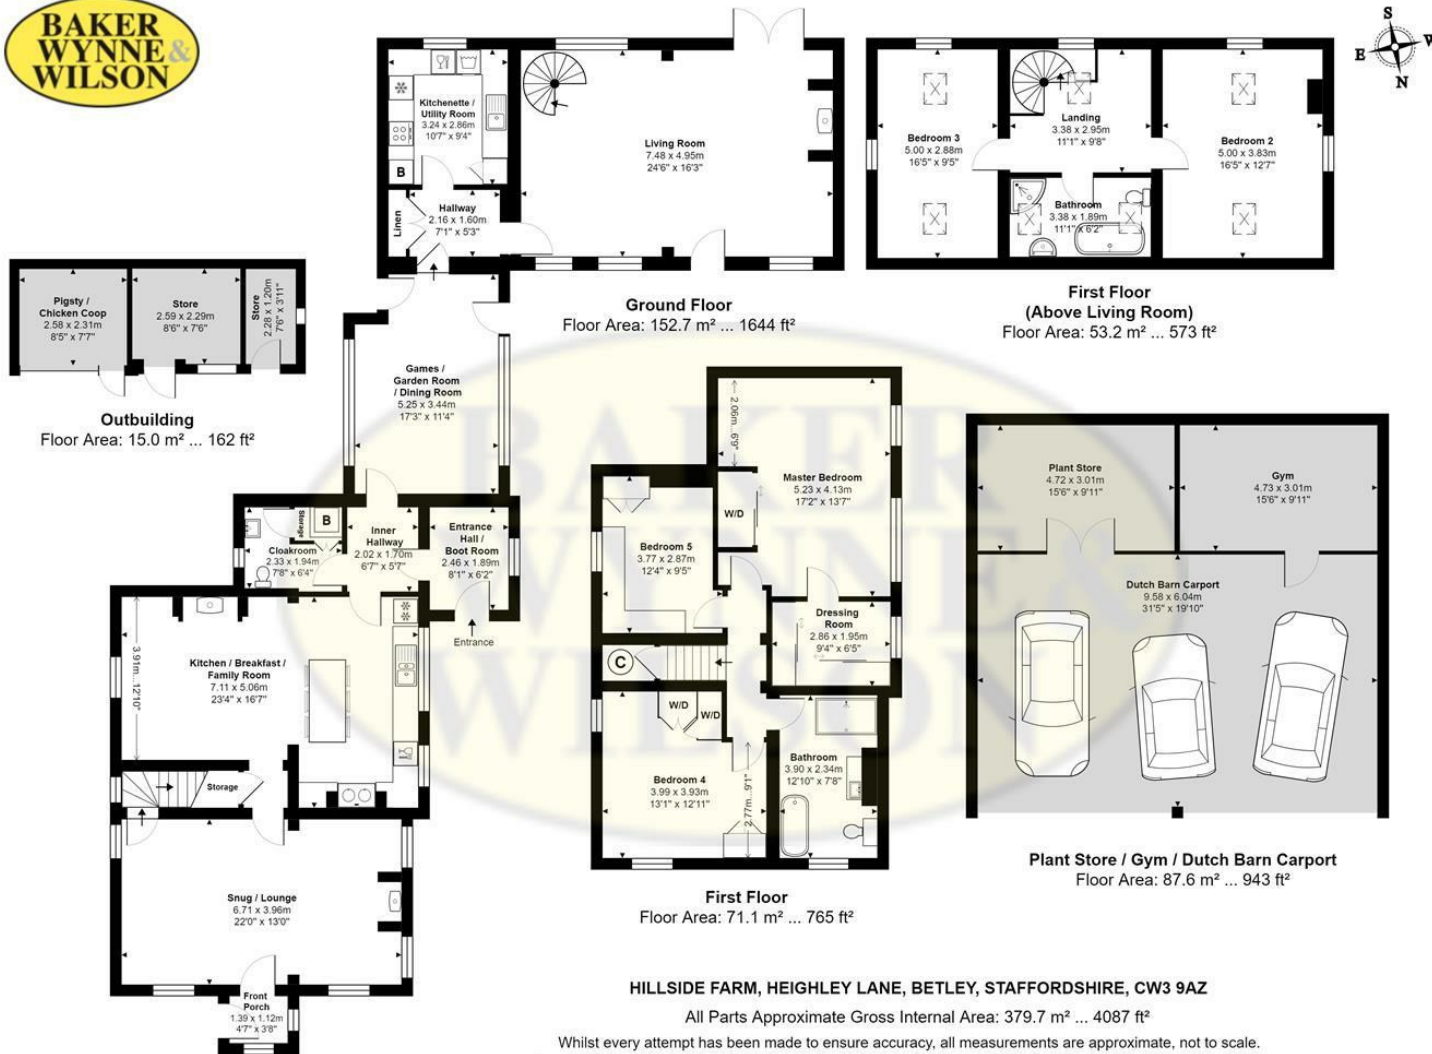 BAKER
WYNNE &
WILSON
S
E W
N
Kitchenette /
Utility Room
3.24 x 2.86m
10'7" x 9'4"
B
Linen
Hallway
2.16 x 1.60m
7'1" x 5'3"
Living Room
7.48 x 4.95m
24'6" x 16'3"
Ground Floor
Floor Area: 152.7 m² ... 1644 ft²
Bedroom 3
5.00 x 2.88m
16'5" x 9'5"
Landing
3.38 x 2.95m
11'1" x 9'8"
Bedroom 2
5.00 x 3.83m
16'5" x 12'7"
Bathroom
3.38 x 1.89m
11'1" x 6'2"
First Floor
(Above Living Room)
Floor Area: 53.2 m² ... 573 ft²
Pigsty /
Chicken Coop
2.58 x 2.31m
8'5" x 7'7"
Store
2.59 x 2.29m
8'6" x 7'6"
Store
2.28 x 1.20m
7'6" x 3'11"
Outbuilding
Floor Area: 15.0 m² ... 162 ft²
Games /
Garden Room
/ Dining Room
5.25 x 3.44m
17'3" x 11'4"
Storage
B
Cloakroom
2.33 x 1.94m
7'8" x 6'4"
Inner
Hallway
2.02 x 1.70m
6'7" x 5'7"
Entrance
Hall /
Boot Room
2.46 x 1.89m
8'1" x 6'2"
Entrance
3.91m... 12'10"
Kitchen / Breakfast /
Family Room
7.11 x 5.06m
23'4" x 16'7"
Storage
Snug / Lounge
6.71 x 3.96m
22'0" x 13'0"
Front
Porch
1.39 x 1.12m
4'7" x 3'8"
2.06m... 6'9"
Master Bedroom
5.23 x 4.13m
17'2" x 13'7"
W/D
Bedroom 5
3.77 x 2.87m
12'4" x 9'5"
Dressing
Room
2.86 x 1.95m
9'4" x 6'5"
C
W/D
W/D
Bedroom 4
3.99 x 3.93m
13'1" x 12'11"
2.77m... 9'1"
Bathroom
3.90 x 2.34m
12'10" x 7'8"
First Floor
Floor Area: 71.1 m² ... 765 ft²
Plant Store
4.72 x 3.01m
15'6" x 9'11"
Gym
4.73 x 3.01m
15'6" x 9'11"
Dutch Barn Carport
9.58 x 6.04m
31'5" x 19'10"
Plant Store / Gym / Dutch Barn Carport
Floor Area: 87.6 m² ... 943 ft²
BAKER
WYNNE &
WILSON
HILLSIDE FARM, HEIGHLEY LANE, BETLEY, STAFFORDSHIRE, CW3 9AZ
All Parts Approximate Gross Internal Area: 379.7 m² ... 4087 ft²
Whilst every attempt has been made to ensure accuracy, all measurements are approximate, not to scale.